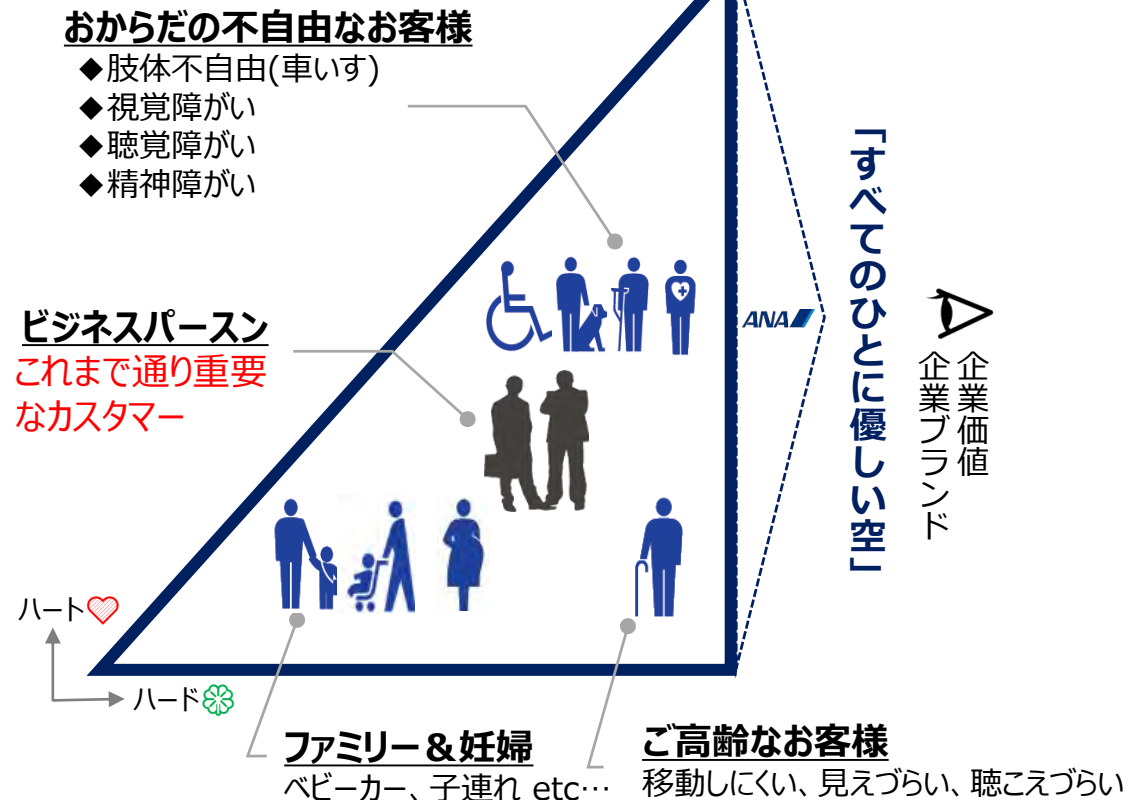 おからだの不自由なお客様
◆肢体不自由(車いす)
◆視覚障がい
◆聴覚障がい
◆精神障がい
ビジネスパースン
これまで通り重要
なカスタマー
ANA
「すべてのひとに優しい空」
企業価値
企業ブランド
ハート
ハード
ファミリー＆妊婦
ベビーカー、子連れ etc…
ご高齢なお客様
移動しにくい、見えづらい、聴こえづらい